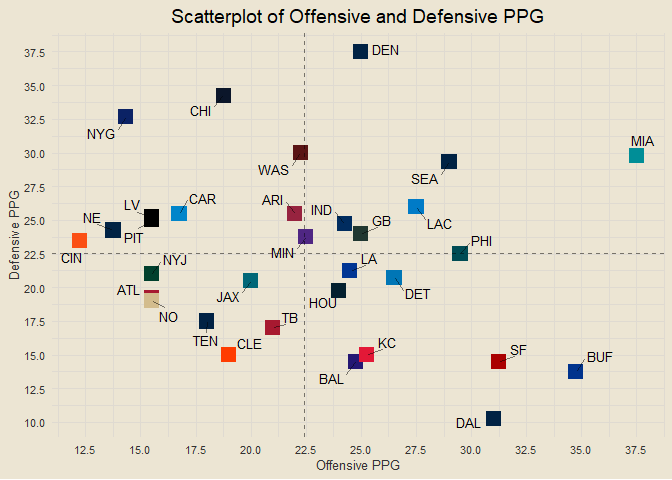 Scatterplot of Offensive and Defensive PPG
37.5
DEN
35.0
CHI
32.5
NYG
MIA
30.0
WAS
SEA
27.5
LV
CAR
ARI
IND
GB
LAC
25.0
NE
PIT
CIN
MIN
PHI
22.5
NYJ
LA
ATL
JAX
HOU
DET
20.0
NO
TB
17.5
TEN
CLE
KC
SF
BUF
15.0
BAL
12.5
DAL
10.0
Defensive PPG
12.5 15.0 17.5 20.0 22.5 25.0 27.5 30.0 32.5 35.0 37.5
Offensive PPG